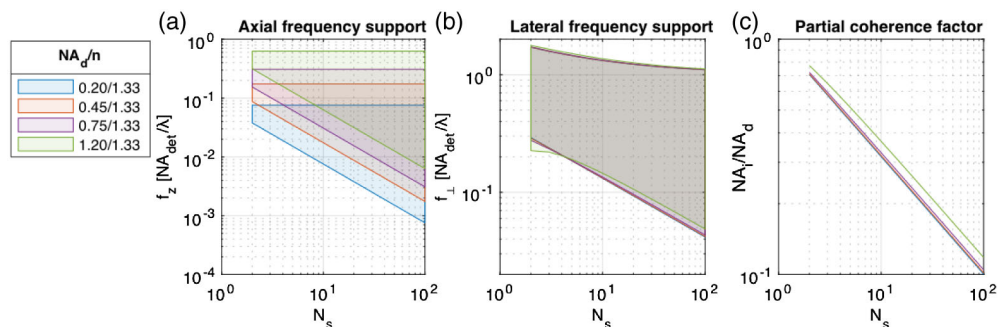 NAd/n
0.20/1.33
0.45/1.33
0.75/1.33
1.20/1.33
(a)
Axial frequency support
10^0
10^-1
10^-2
10^-3
10^-4
f_z [NA_det/λ]
10^0
10^1
10^2
N_s
(b)
Lateral frequency support
10^0
10^-1
f_⊥ [NA_det/λ]
10^0
10^1
10^2
N_s
(c)
Partial coherence factor
10^0
10^-1
NA_i/NA_d
10^0
10^1
10^2
N_s